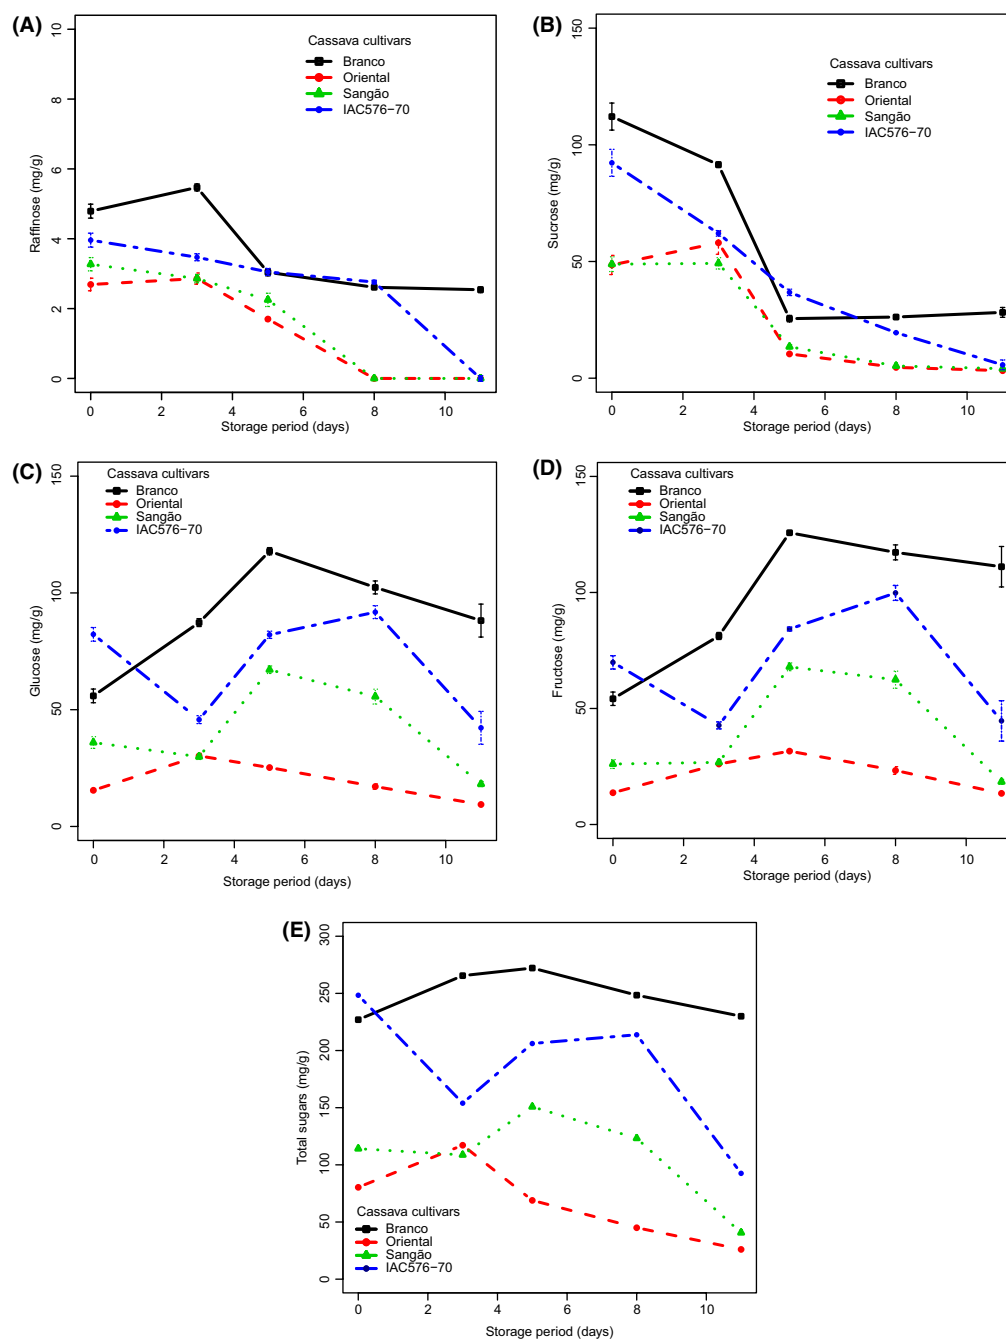 (A)
10
8
6
4
2
0
Raffinose (mg/g)
Cassava cultivars
Branco
Oriental
Sangão
IAC576−70
0 2 4 6 8 10
Storage period (days)
(B)
150
100
50
0
Sucrose (mg/g)
Cassava cultivars
Branco
Oriental
Sangão
IAC576−70
0 2 4 6 8 10
Storage period (days)
(C)
150
100
50
0
Glucose (mg/g)
Cassava cultivars
Branco
Oriental
Sangão
IAC576−70
0 2 4 6 8 10
Storage period (days)
(D)
150
100
50
0
Fructose (mg/g)
Cassava cultivars
Branco
Oriental
Sangão
IAC576−70
0 2 4 6 8 10
Storage period (days)
(E)
300
250
200
150
100
50
0
Total sugars (mg/g)
Cassava cultivars
Branco
Oriental
Sangão
IAC576−70
0 2 4 6 8 10
Storage period (days)